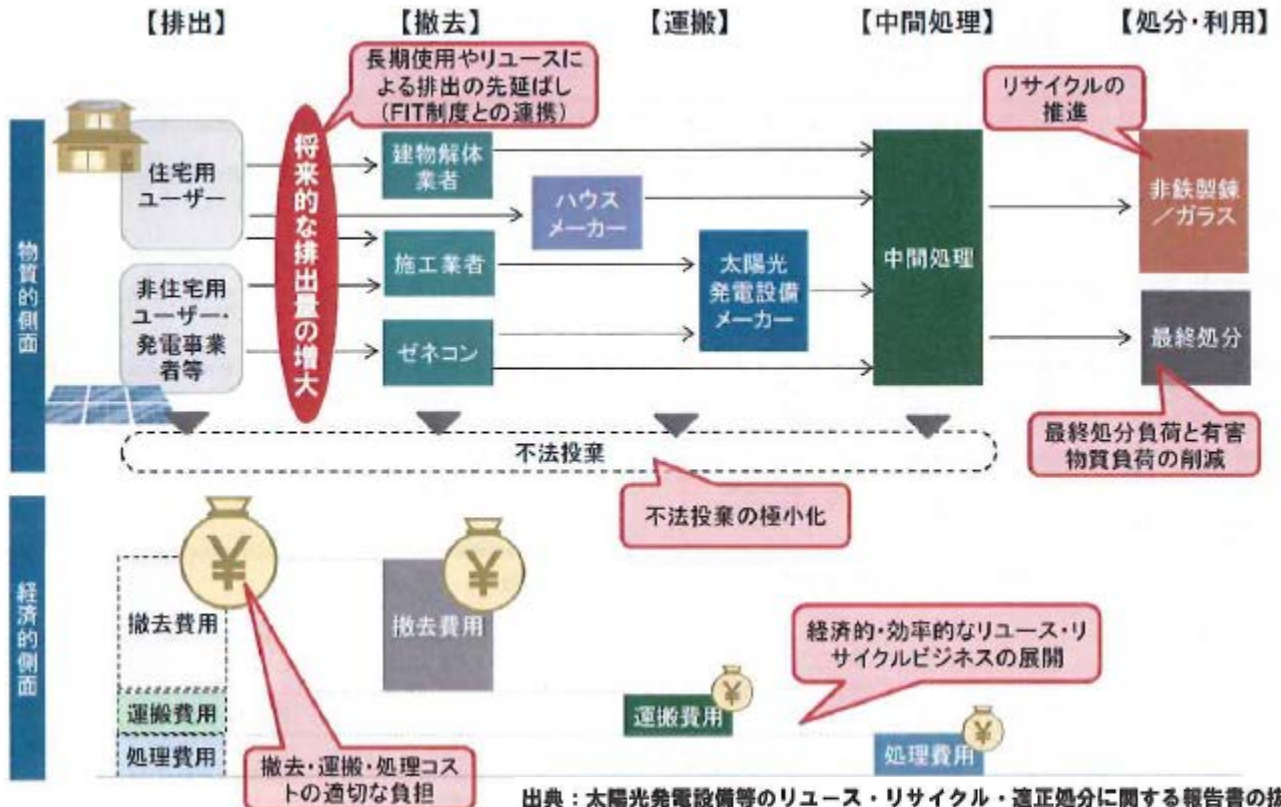 【排出】
【撤去】
【運搬】
【中間処理】
【処分・利用】
長期使用やリユースに
よる排出の先延ばし
(FIT制度との連携)
リサイクルの
推進
物質的側面
住宅用
ユーザー
非住宅用
ユーザー・
発電事業
者等
将来的な排出量の増大
建物解体
業者
施工業者
ゼネコン
ハウス
メーカー
太陽光
発電設備
メーカー
中間処理
非鉄製錬
/ガラス
最終処分
最終処分負荷と有害
物質負荷の削減
不法投棄
不法投棄の極小化
経済的側面
¥
撤去費用
運搬費用
処理費用
¥
撤去費用
撤去・運搬・処理コス
トの適切な負担
経済的・効率的なリユース・リ
サイクルビジネスの展開
¥
運搬費用
¥
処理費用
出典：太陽光発電設備等のリユース・リサイクル・適正処分に関する報告書の